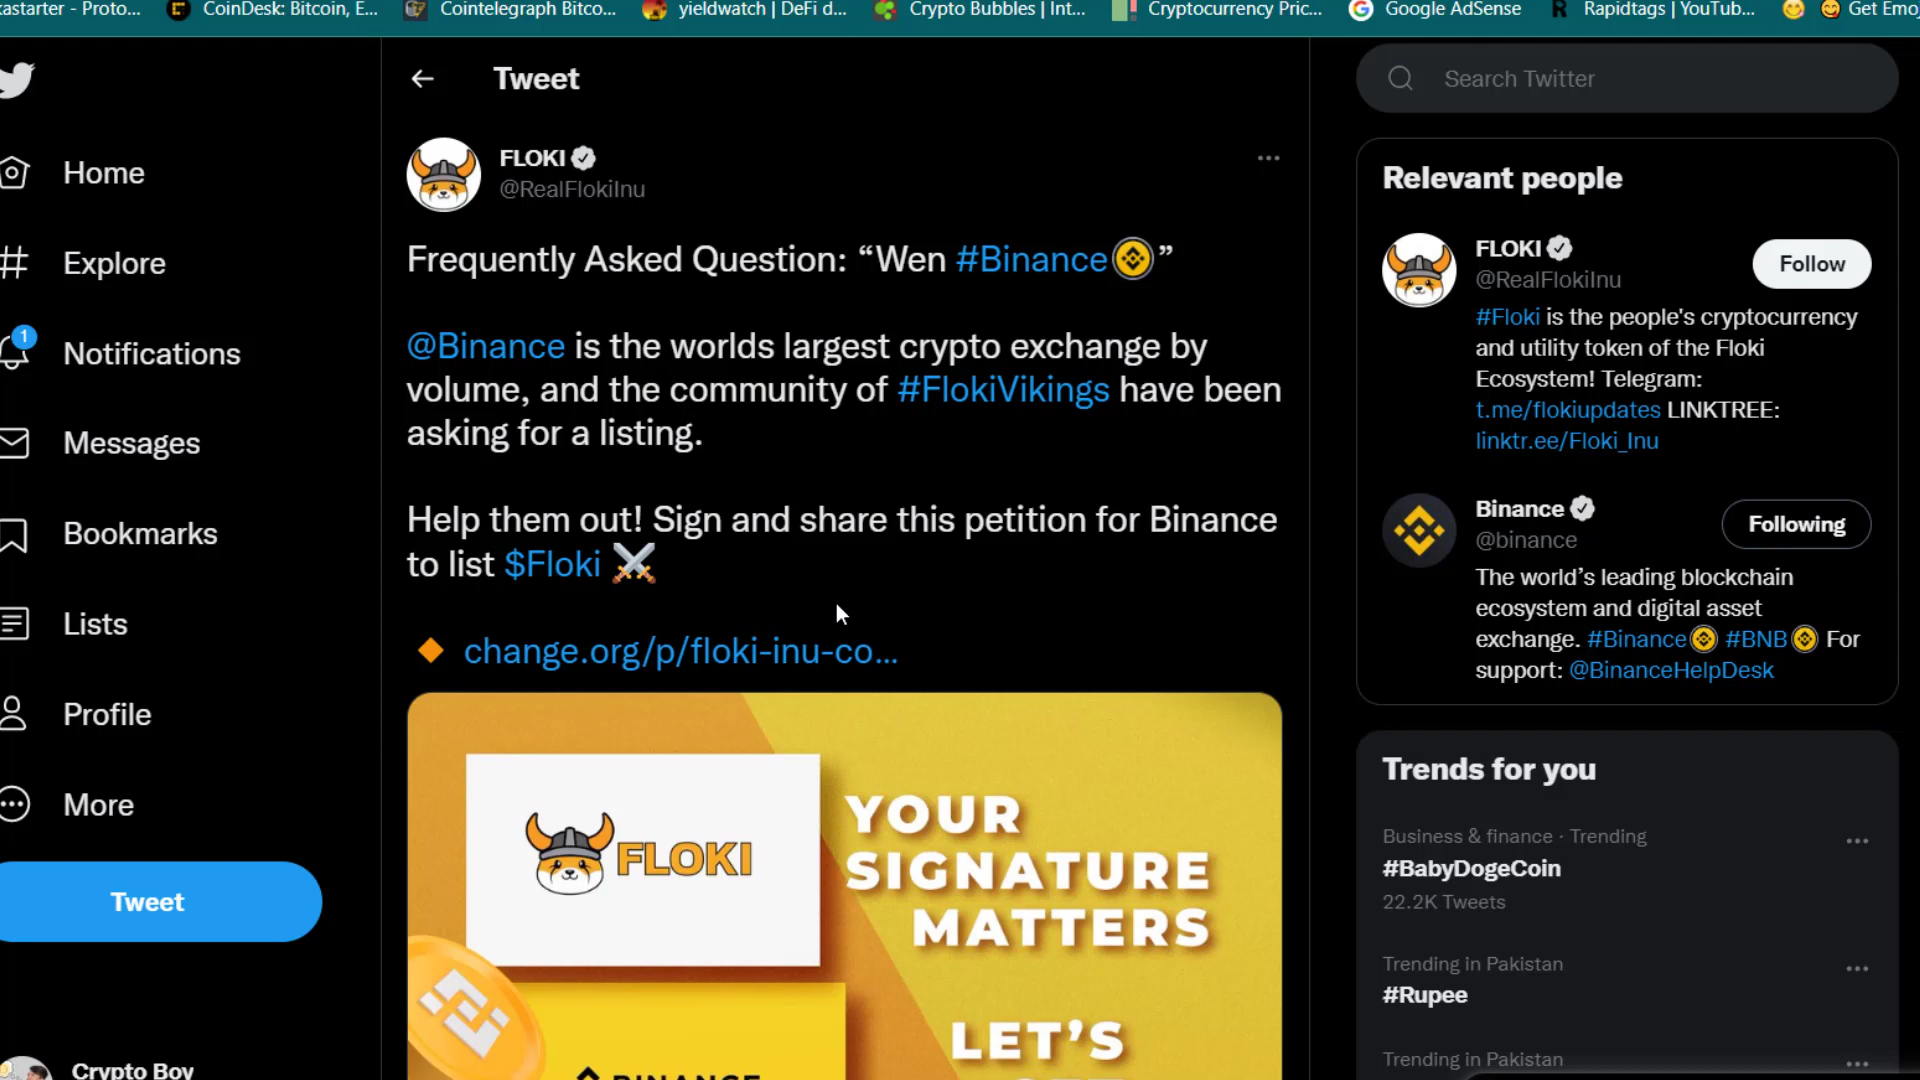 kastarter - Proto...
CoinDesk: Bitcoin, E...
Cointelegraph Bitco...
yieldwatch | DeFi d...
Crypto Bubbles | Int...
Cryptocurrency Pric...
Google AdSense
Rapidtags | YouTub...
Get Emoj
Home
Explore
1
Notifications
Messages
Bookmarks
Lists
Profile
More
Tweet
Crypto Boy
Tweet
FLOKI
@RealFlokiInu
Frequently Asked Question: “Wen #Binance”
@Binance is the worlds largest crypto exchange by
volume, and the community of #FlokiVikings have been
asking for a listing.
Help them out! Sign and share this petition for Binance
to list $Floki ⚔️
🔸 change.org/p/floki-inu-co...
FLOKI
YOUR
SIGNATURE
MATTERS
LET’S
BINANCE
Search Twitter
Relevant people
FLOKI
@RealFlokiInu
Follow
#Floki is the people's cryptocurrency
and utility token of the Floki
Ecosystem! Telegram:
t.me/flokiupdates LINKTREE:
linktr.ee/Floki_Inu
Binance
@binance
Following
The world’s leading blockchain
ecosystem and digital asset
exchange. #Binance #BNB For
support: @BinanceHelpDesk
Trends for you
Business & finance · Trending
#BabyDogeCoin
22.2K Tweets
Trending in Pakistan
#Rupee
Trending in Pakistan